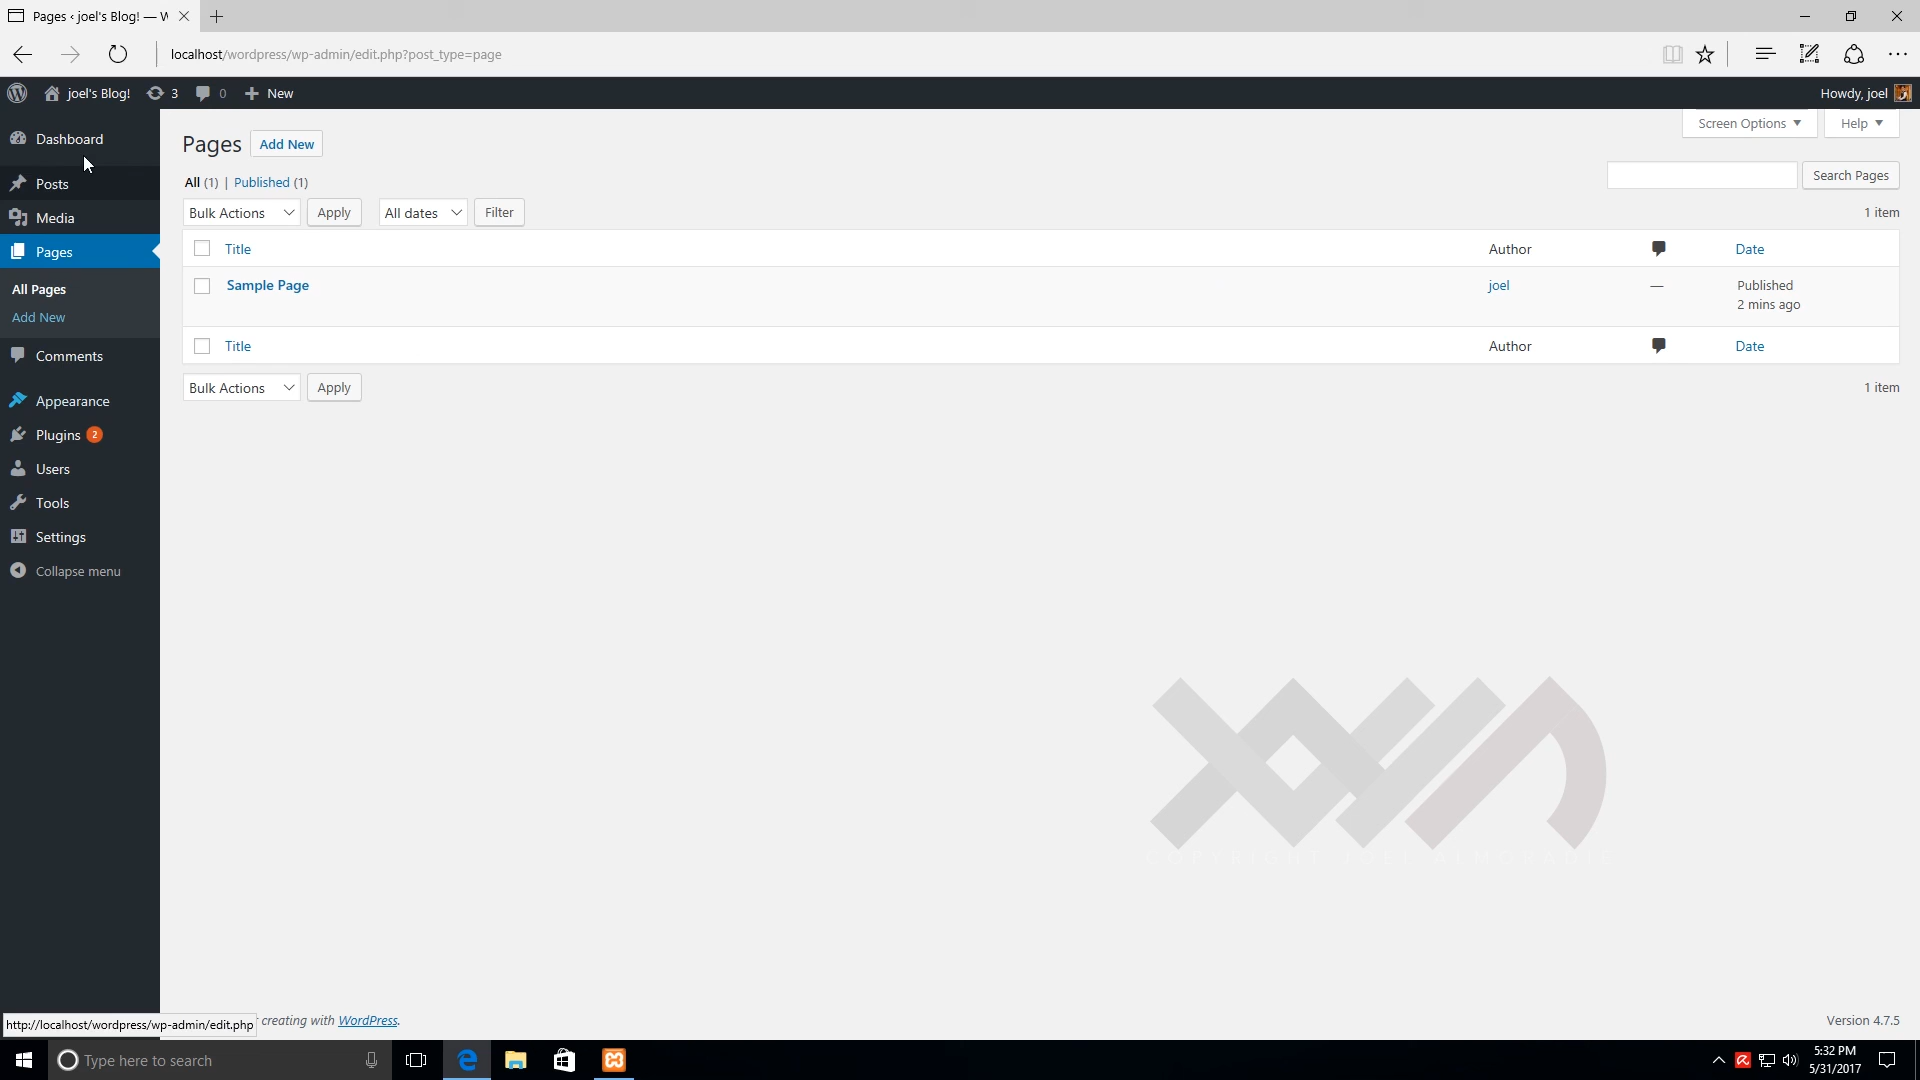 Pages ‹ joel's Blog! — W
localhost/wordpress/wp-admin/edit.php?post_type=page
joel's Blog! 3 0 New
Howdy, joel
Dashboard
Posts
Media
Pages
All Pages
Add New
Comments
Appearance
Plugins 2
Users
Tools
Settings
Collapse menu
Screen Options Help
Pages Add New
All (1) | Published (1)
Search Pages
Bulk Actions Apply All dates Filter 1 item
Title Author Date
Sample Page joel — Published
2 mins ago
Title Author Date
Bulk Actions Apply 1 item
COPYRIGHT JOEL
creating with WordPress.
Version 4.7.5
http://localhost/wordpress/wp-admin/edit.php
Type here to search
5:32 PM
5/31/2017